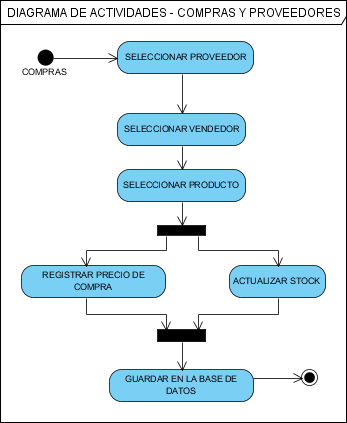 DIAGRAMA DE ACTIVIDADES - COMPRAS Y PROVEEDORES
SELECCIONAR PROVEEDOR
COMPRAS
SELECCIONAR VENDEDOR
SELECCIONAR PRODUCTO
REGISTRAR PRECIO DE
COMPRA
ACTUALIZAR STOCK
GUARDAR EN LA BASE DE
DATOS